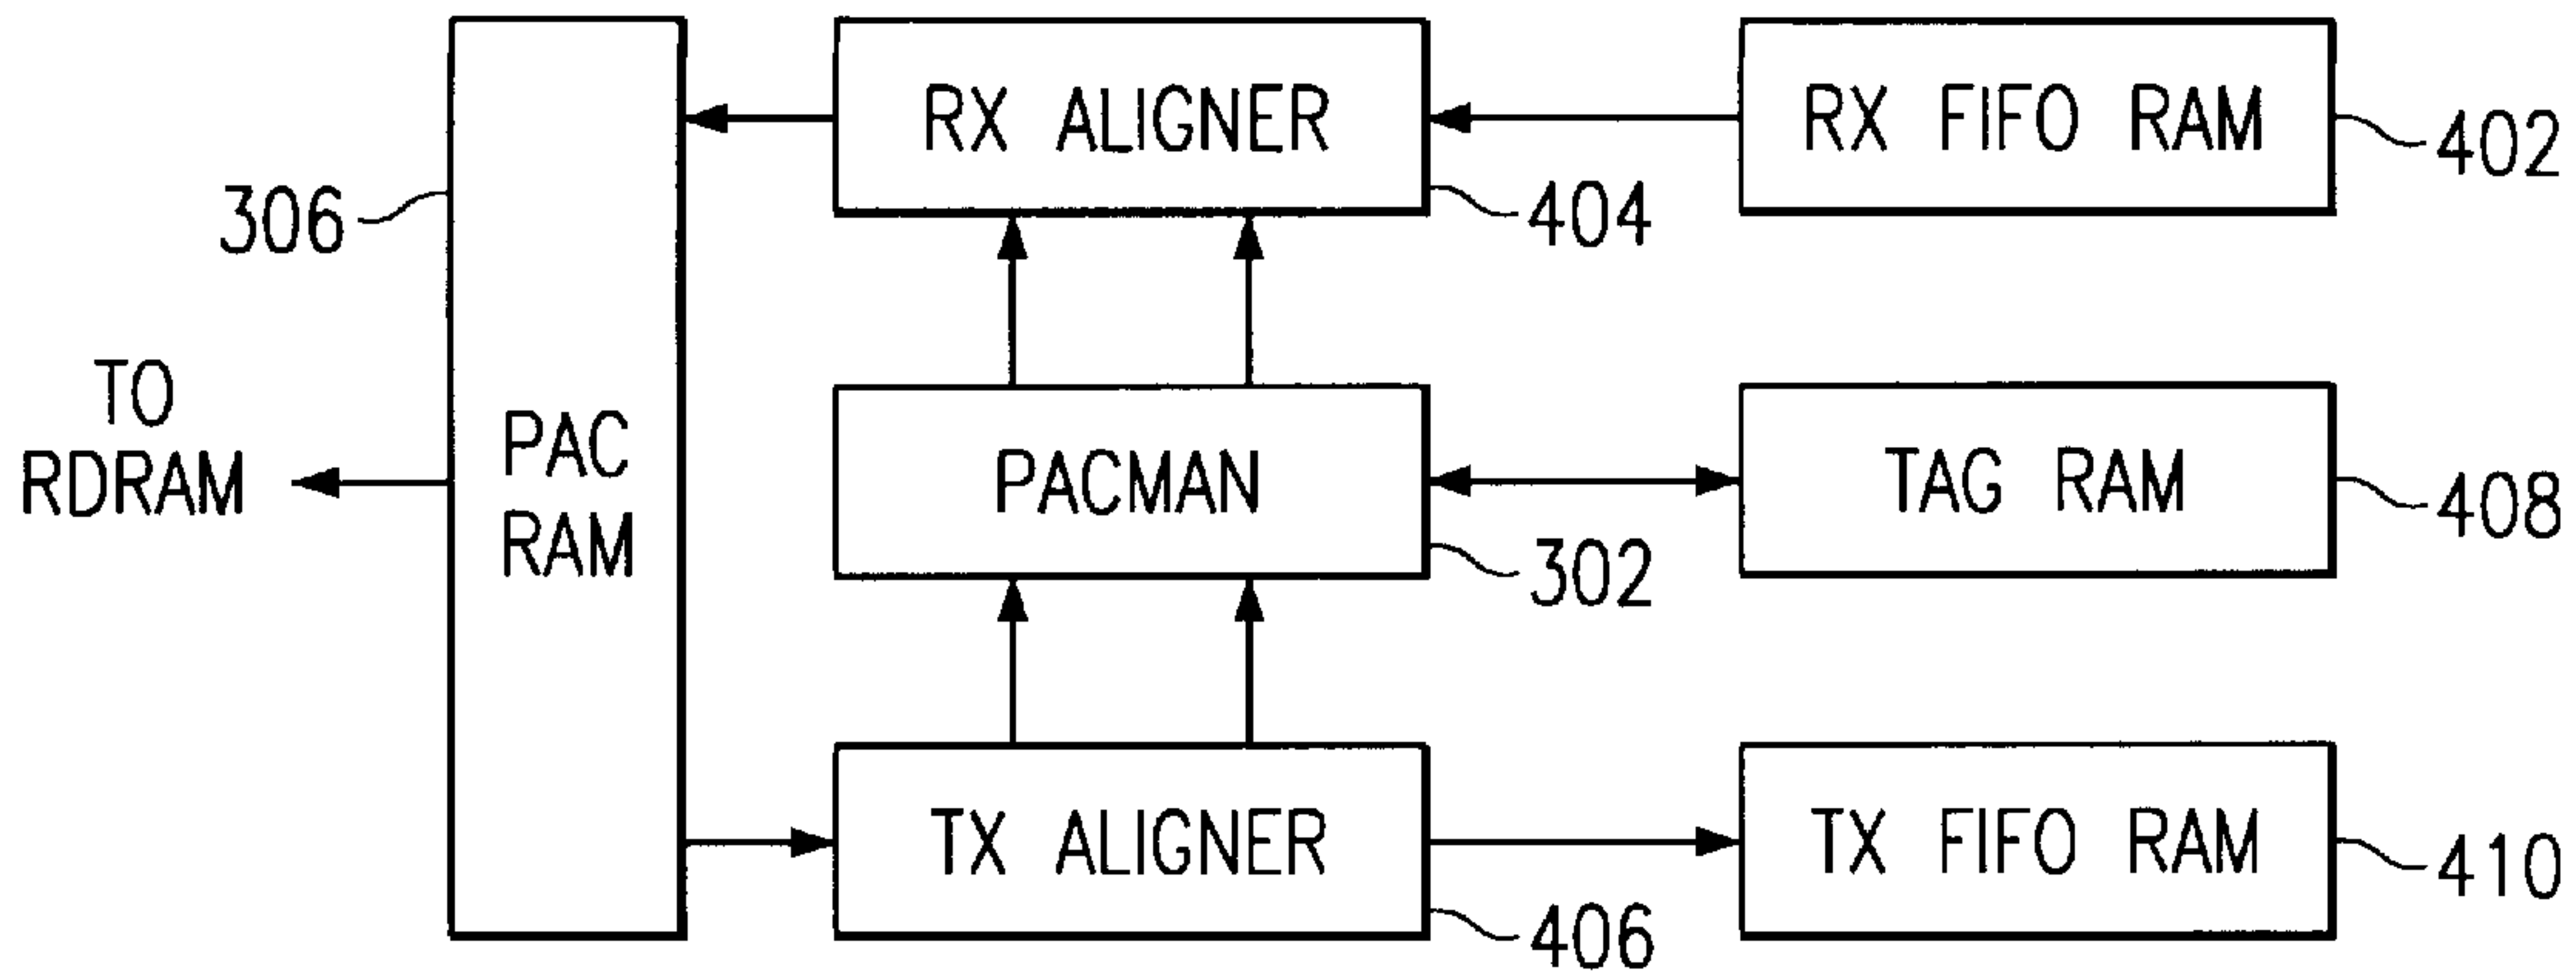 RX ALIGNER
RX FIFO RAM
402
404
306
TO
RDRAM
PAC
RAM
PACMAN
TAG RAM
408
302
TX ALIGNER
TX FIFO RAM
410
406